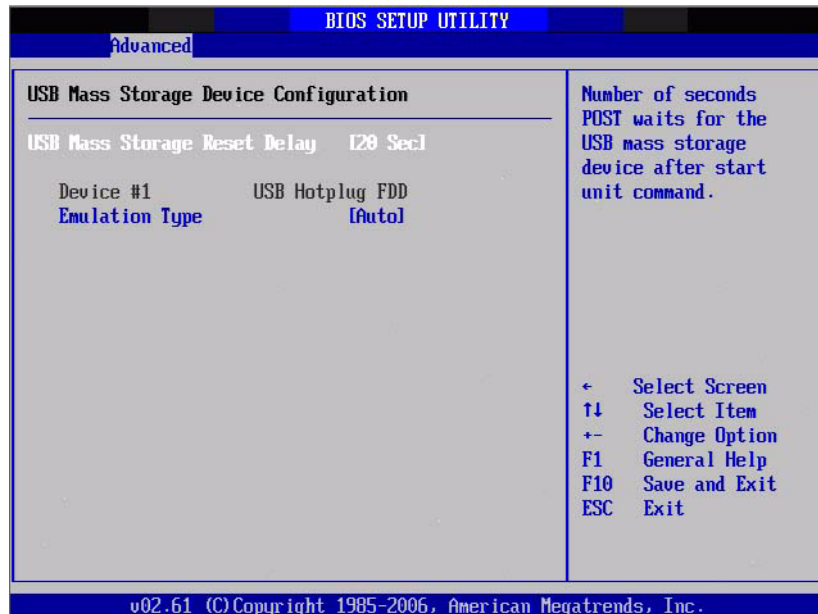 BIOS SETUP UTILITY
Advanced
USB Mass Storage Device Configuration
USB Mass Storage Reset Delay [20 Sec]
Device #1 USB Hotplug FDD
Emulation Type [Auto]
Number of seconds
POST waits for the
USB mass storage
device after start
unit command.
← Select Screen
↑↓ Select Item
+- Change Option
F1 General Help
F10 Save and Exit
ESC Exit
v02.61 (C)Copyright 1985-2006, American Megatrends, Inc.